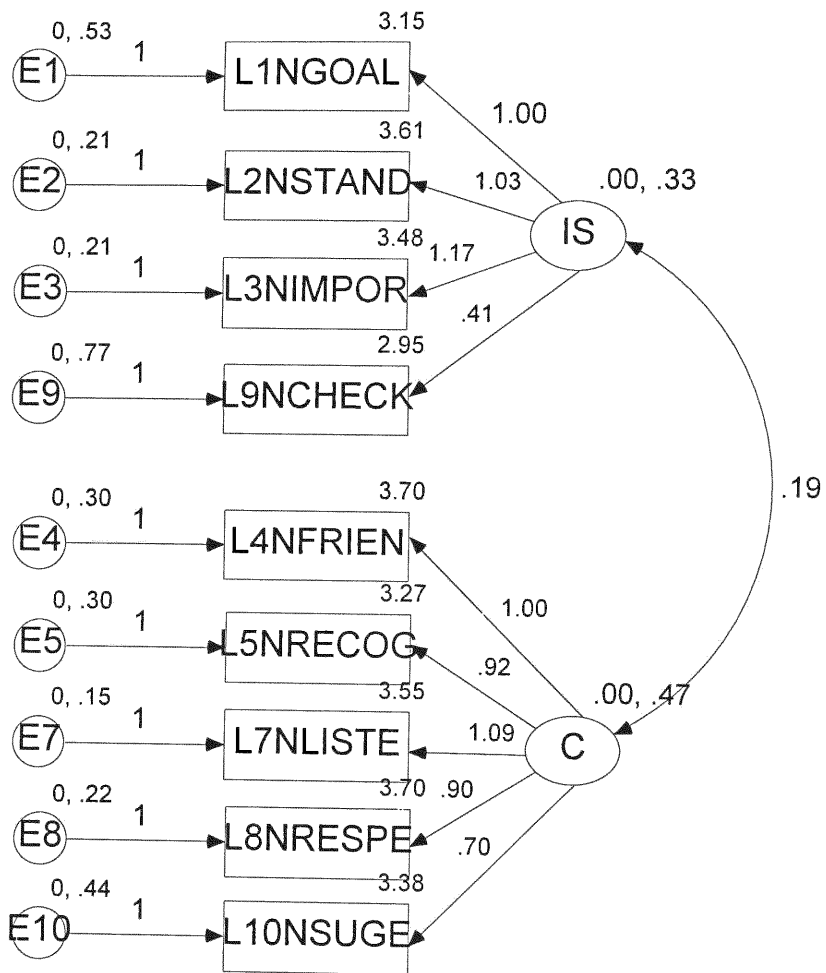 3.15
0, .53
E1
1
L1NGOAL
1.00
3.61
0, .21
E2
1
L2NSTAND
1.03
.00, .33
IS
3.48
0, .21
E3
1
L3NIMPOR
1.17
.41
2.95
0, .77
E9
1
L9NCHECK
.19
3.70
0, .30
E4
1
L4NFRIEN
1.00
3.27
0, .30
E5
1
L5NRECOG
.92
.00, .47
C
3.55
0, .15
E7
1
L7NLISTE
1.09
3.70
.90
0, .22
E8
1
L8NRESPE
.70
3.38
0, .44
E10
1
L10NSUGE